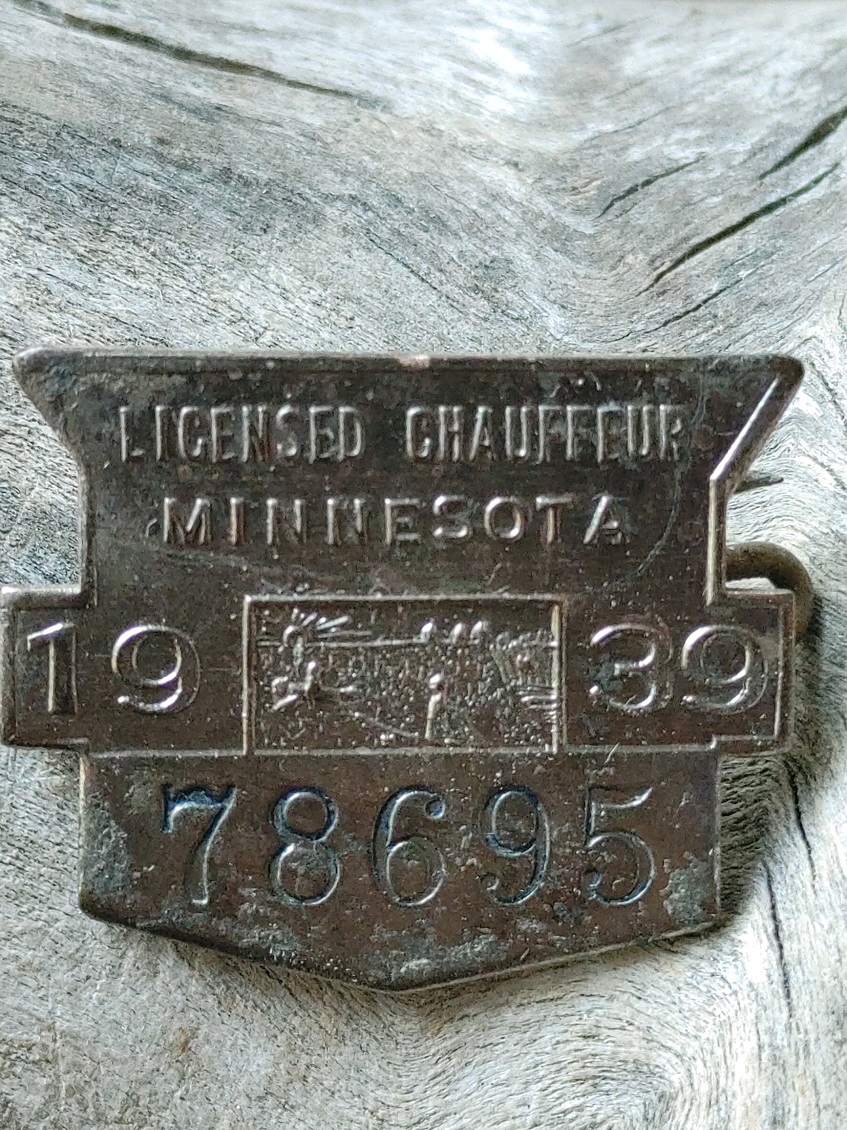 LICENSED CHAUFFEUR
MINNESOTA
19 39
78695